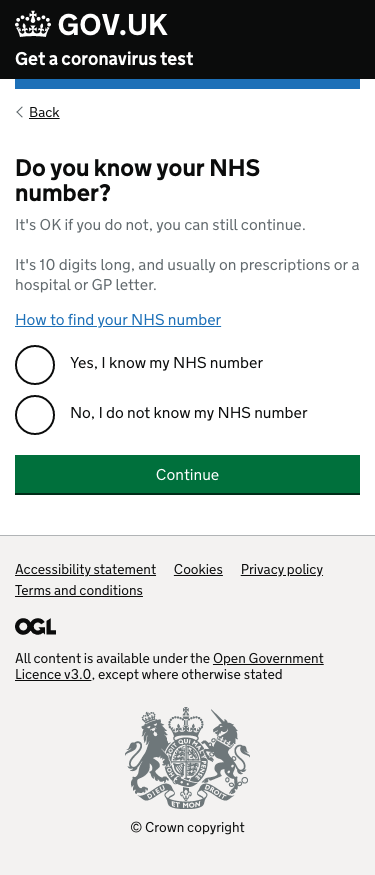 GOV.UK
Get a coronavirus test
Back
Do you know your NHS
number?
It's OK if you do not, you can still continue.
It's 10 digits long, and usually on prescriptions or a
hospital or GP letter.
How to find your NHS number
Yes, I know my NHS number
No, I do not know my NHS number
Continue
Accessibility statement Cookies Privacy policy
Terms and conditions
OGL
All content is available under the Open Government
Licence v3.0, except where otherwise stated
DIEU ET MON DROIT
© Crown copyright